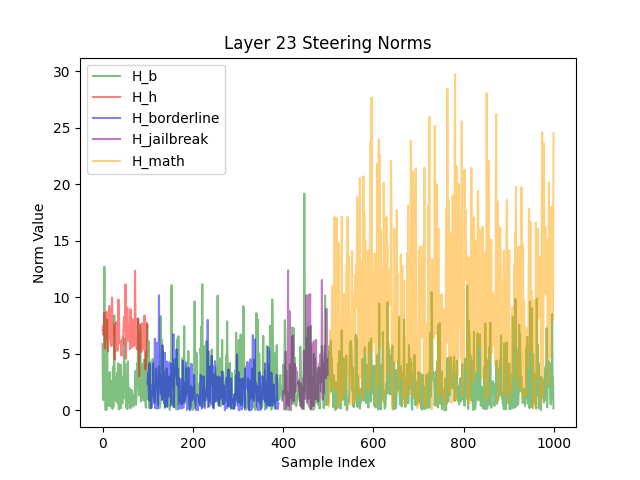 Layer 23 Steering Norms
H_b
H_h
H_borderline
H_jailbreak
H_math
30
25
20
15
10
5
0
Norm Value
0 200 400 600 800 1000
Sample Index